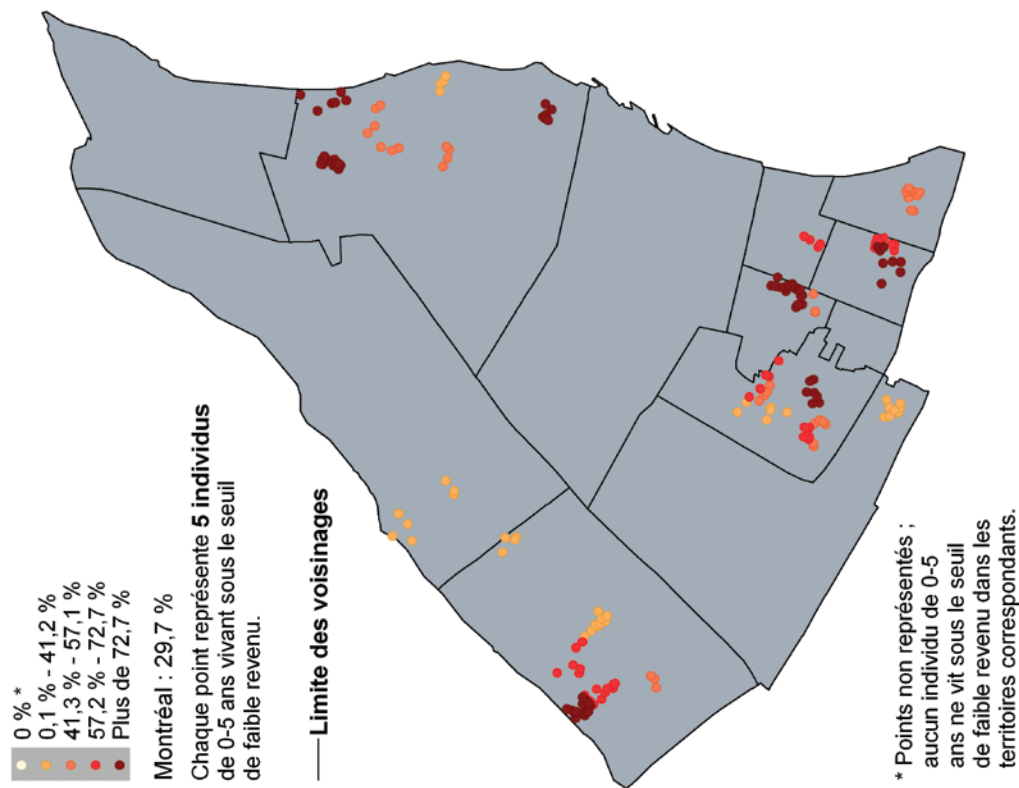 0 % *
0,1 % - 41,2 %
41,3 % - 57,1 %
57,2 % - 72,7 %
Plus de 72,7 %
Montréal : 29,7 %
Chaque point représente 5 individus
de 0-5 ans vivant sous le seuil
de faible revenu.
Limite des voisinages
* Points non représentés ;
aucun individu de 0-5
ans ne vit sous le seuil
de faible revenu dans les
territoires correspondants.